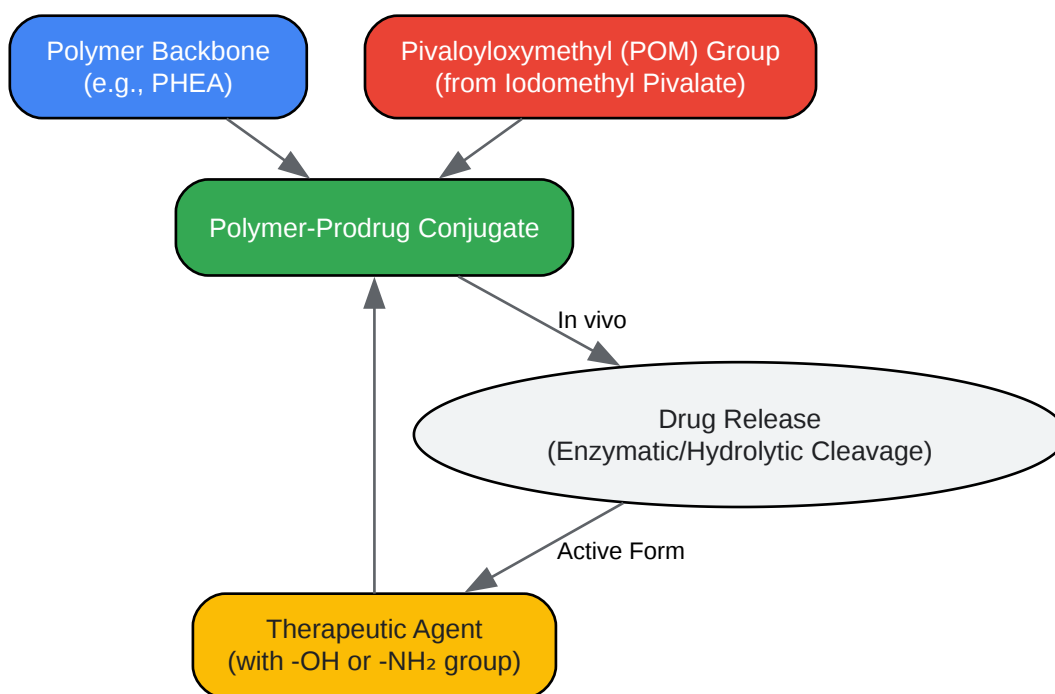 Polymer Backbone
(e.g., PHEA)
Pivaloyloxymethyl (POM) Group
(from Iodomethyl Pivalate)
Polymer-Prodrug Conjugate
In vivo
Drug Release
(Enzymatic/Hydrolytic Cleavage)
Active Form
Therapeutic Agent
(with -OH or -NH₂ group)